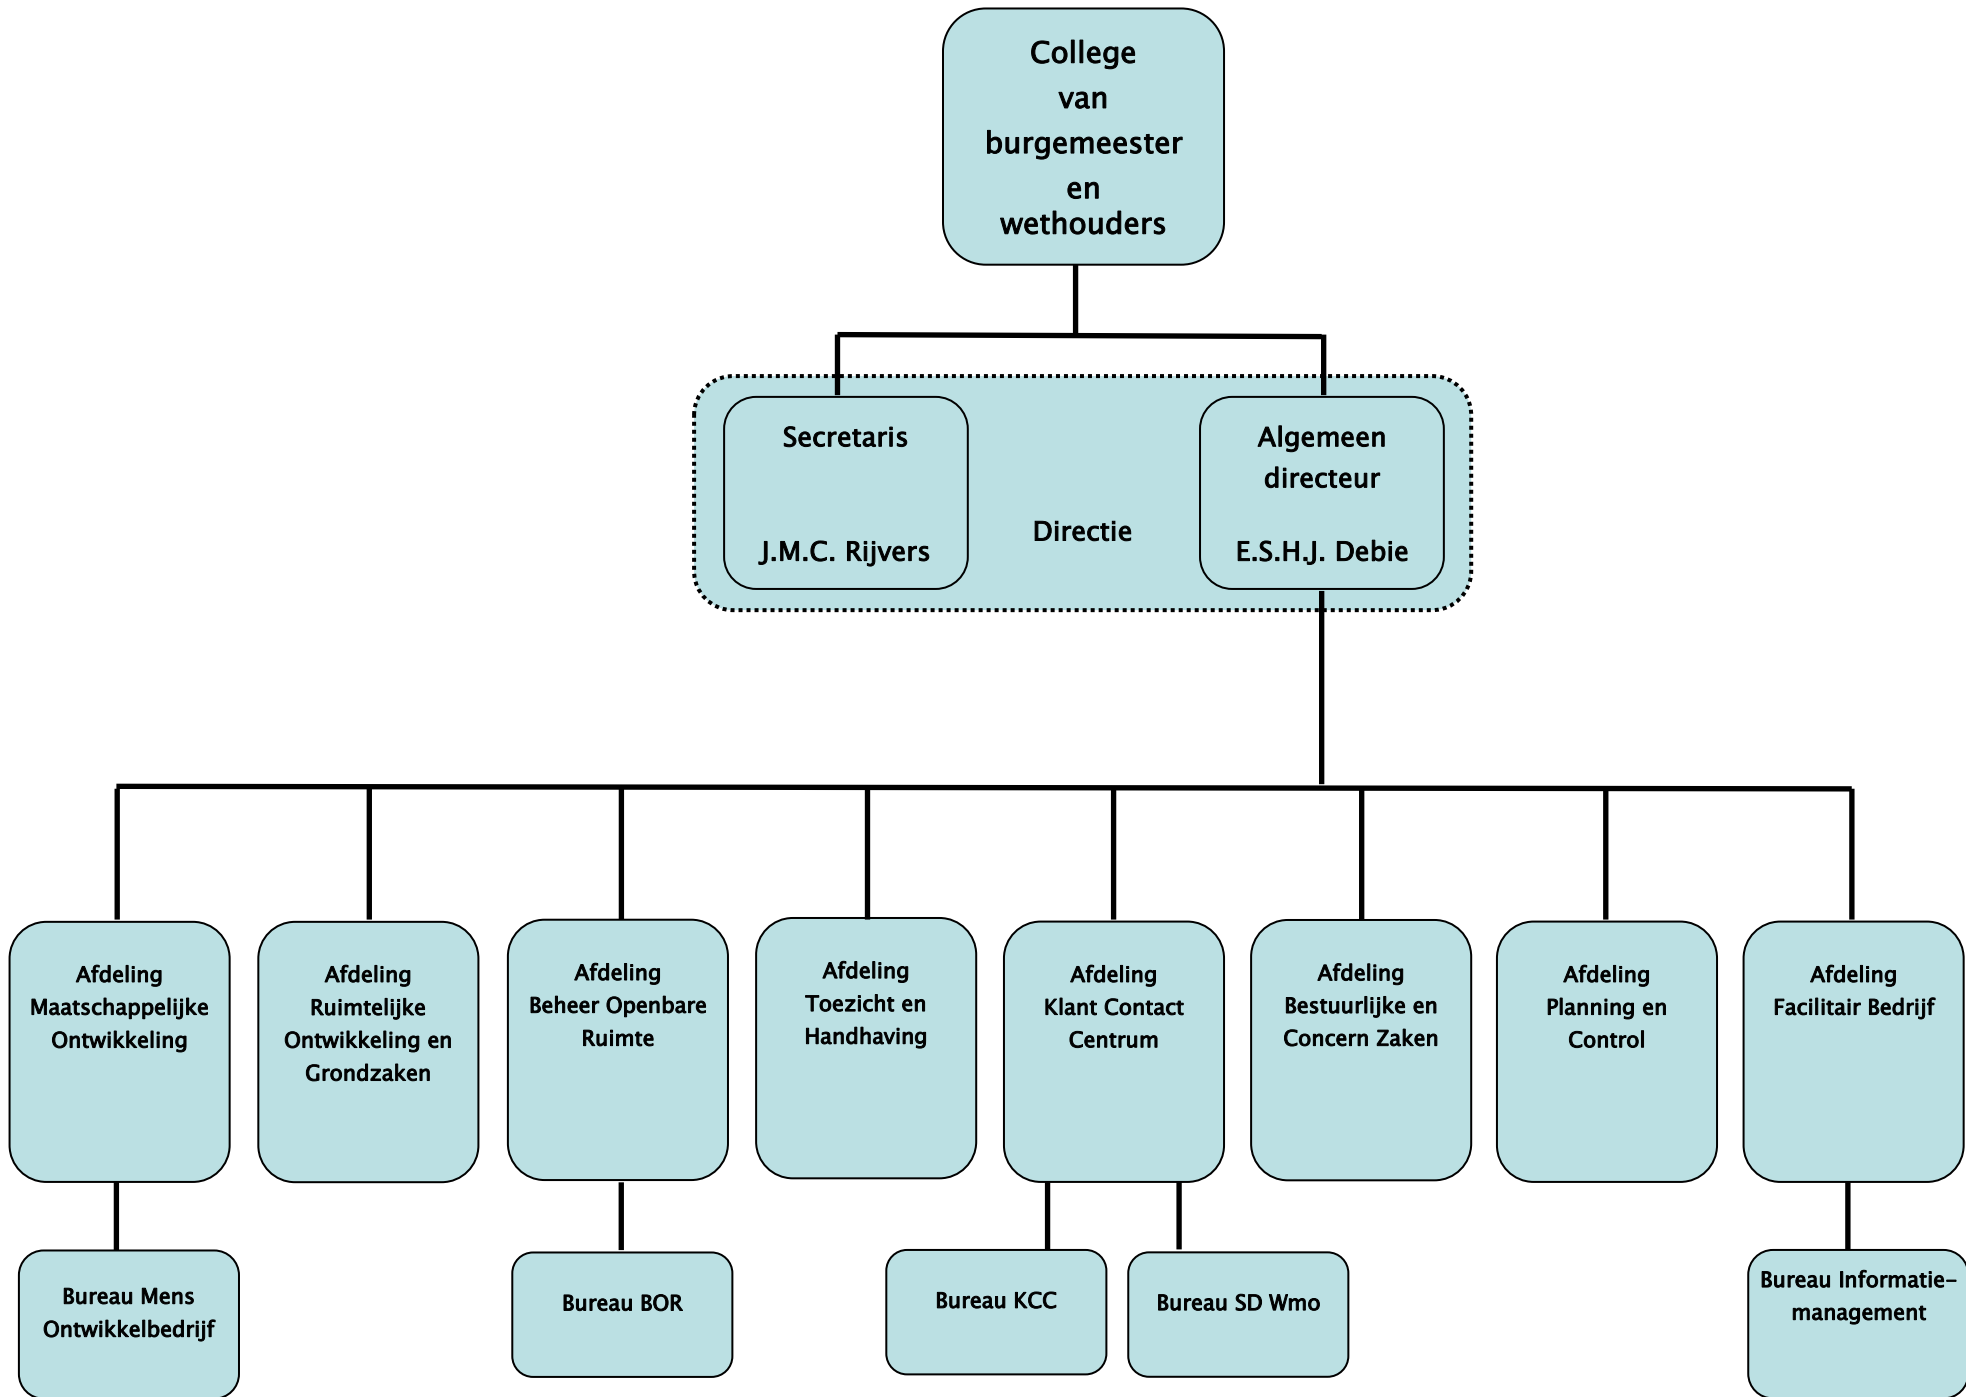 College
van
burgemeester
en
wethouders
Secretaris
J.M.C. Rijvers
Directie
Algemeen
directeur
E.S.H.J. Debie
Afdeling
Maatschappelijke
Ontwikkeling
Afdeling
Ruimtelijke
Ontwikkeling en
Grondzaken
Afdeling
Beheer Openbare
Ruimte
Afdeling
Toezicht en
Handhaving
Afdeling
Klant Contact
Centrum
Afdeling
Bestuurlijke en
Concern Zaken
Afdeling
Planning en
Control
Afdeling
Facilitair Bedrijf
Bureau Mens
Ontwikkelbedrijf
Bureau BOR
Bureau KCC
Bureau SD Wmo
Bureau Informatie-
management